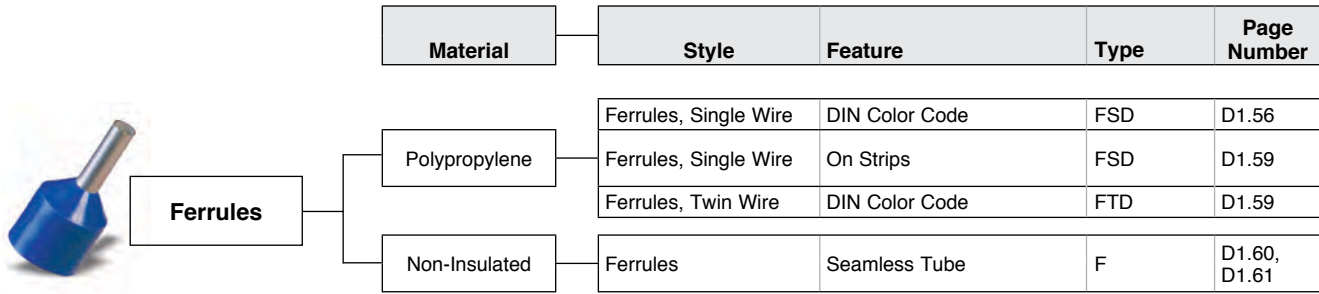 Material Style Feature Type Page Number
Ferrules, Single Wire DIN Color Code FSD D1.56
Polypropylene Ferrules, Single Wire On Strips FSD D1.59
Ferrules, Twin Wire DIN Color Code FTD D1.59
Ferrules
Non-Insulated Ferrules Seamless Tube F D1.60, D1.61